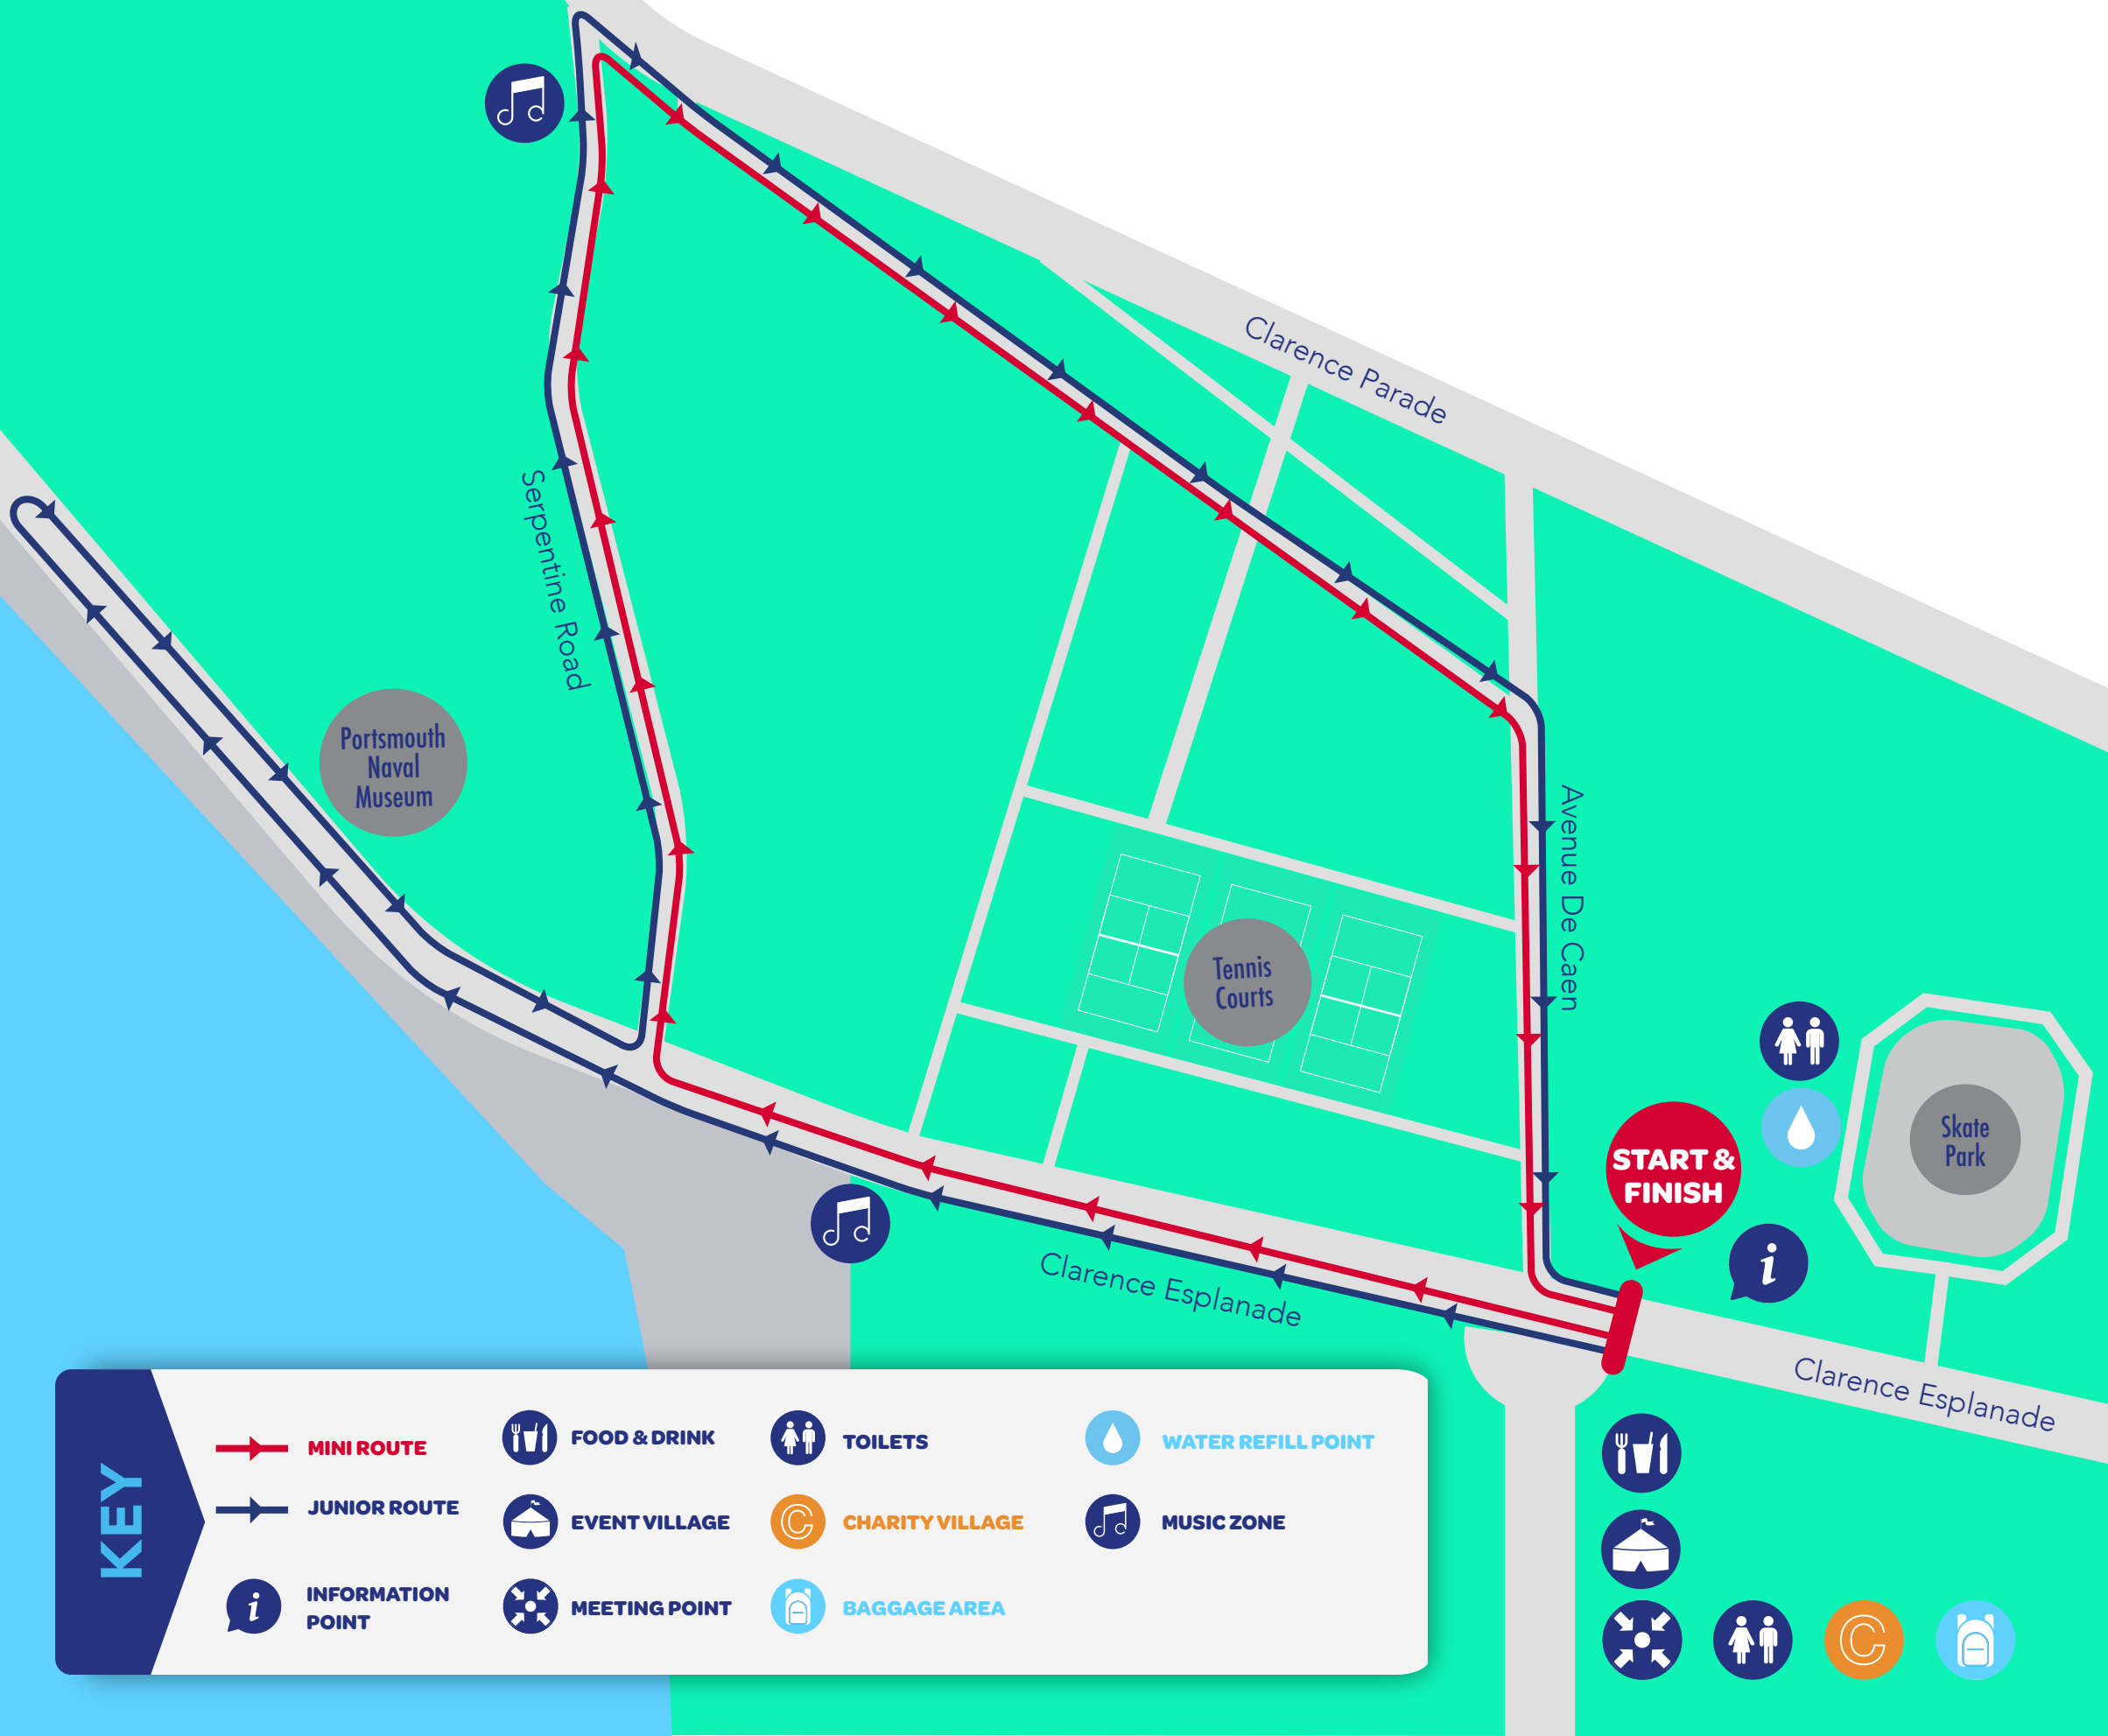 Clarence Parade
Serpentine Road
Portsmouth
Naval
Museum
Avenue De Caen
Tennis
Courts
START &
FINISH
Skate
Park
i
Clarence Esplanade
Clarence Esplanade
KEY
MINI ROUTE
JUNIOR ROUTE
i
INFORMATION
POINT
FOOD & DRINK
EVENT VILLAGE
MEETING POINT
TOILETS
C
CHARITY VILLAGE
BAGGAGE AREA
WATER REFILL POINT
MUSIC ZONE
C